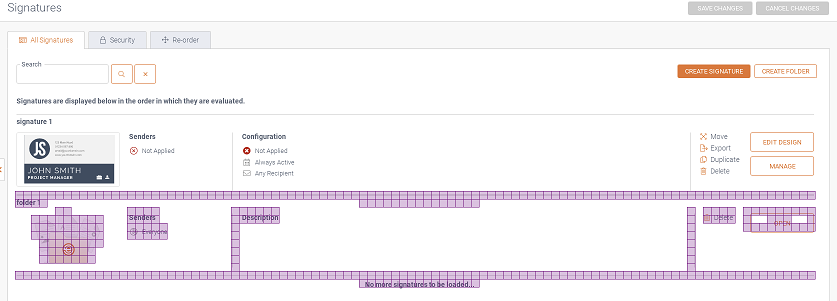 Signatures
SAVE CHANGES
CANCEL CHANGES
All Signatures
Security
Re-order
Search
CREATE SIGNATURE
CREATE FOLDER
Signatures are displayed below in the order in which they are evaluated.
signature 1
JS
JOHN SMITH
PROJECT MANAGER
Senders
Not Applied
Configuration
Not Applied
Always Active
Any Recipient
Move
Export
Duplicate
Delete
EDIT DESIGN
MANAGE
folder 1
Senders
Everyone
Description
Delete
OPEN
No more signatures to be loaded...